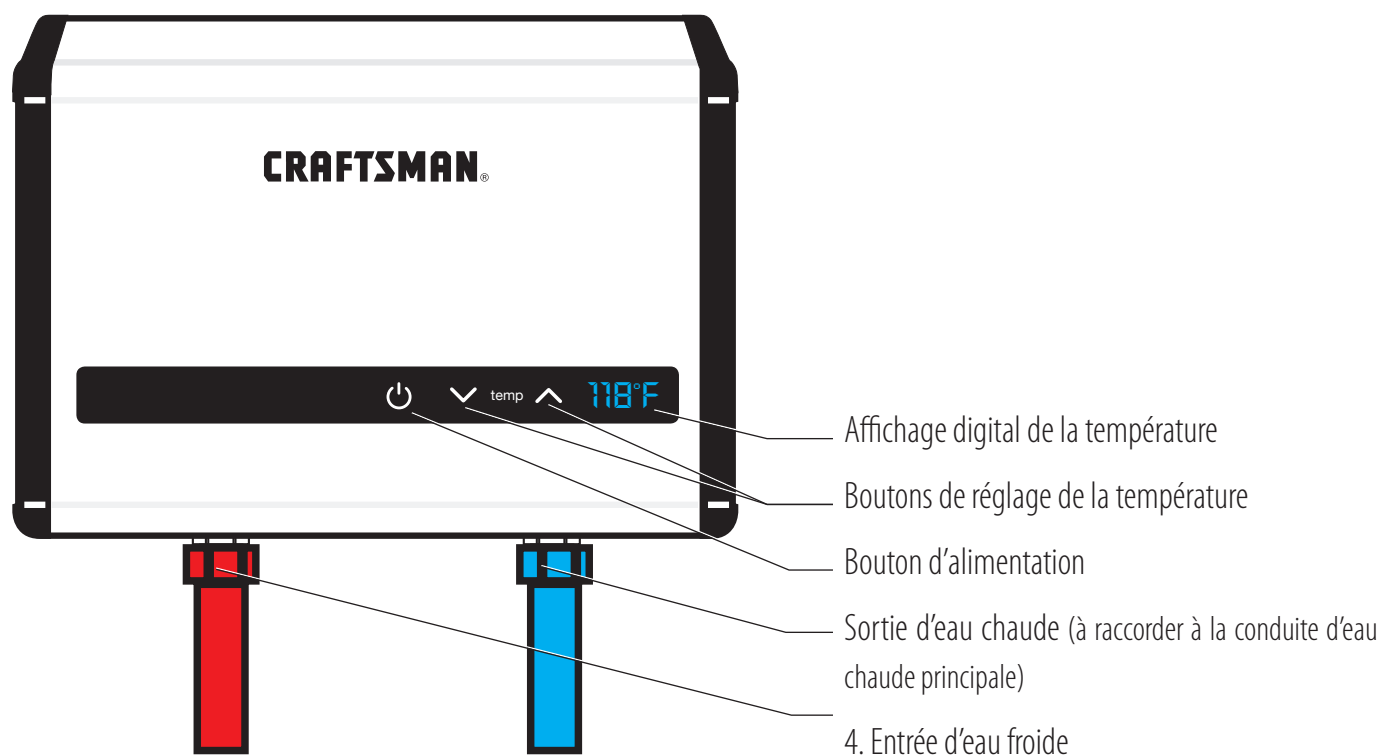 CRAFTSMAN®
temp 118°F
Affichage digital de la température
Boutons de réglage de la température
Bouton d’alimentation
Sortie d’eau chaude (à raccorder à la conduite d’eau
chaude principale)
4. Entrée d’eau froide